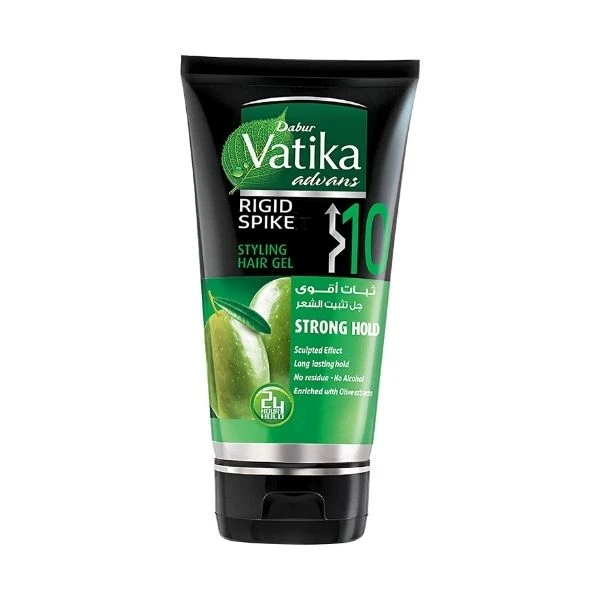 Dabur
Vatika
advans
RIGID
SPIKE
10
STYLING
HAIR GEL
ثبات أقوى
جل تثبيت الشعر
STRONG HOLD
Sculpted Effect
Long lasting hold
No residue - No Alcohol
Enriched with Olive extracts
24
HOUR
HOLD